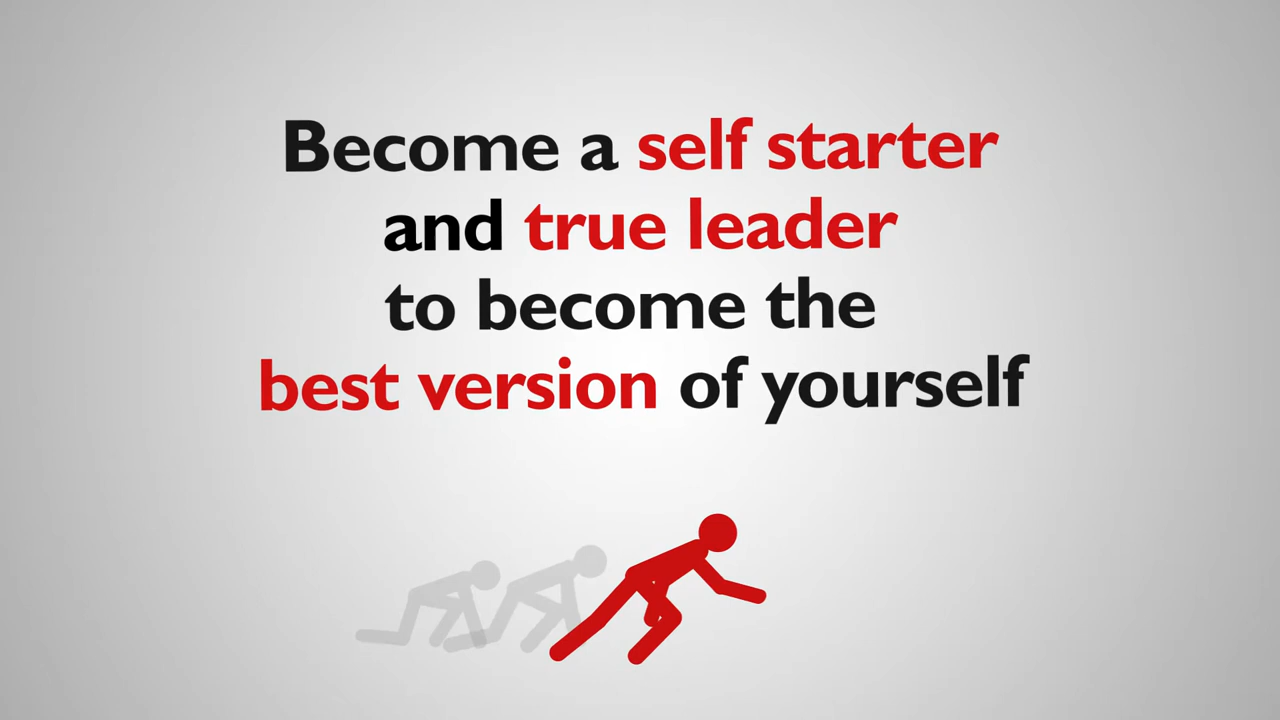 Become a self starter
and true leader
to become the
best version of yourself